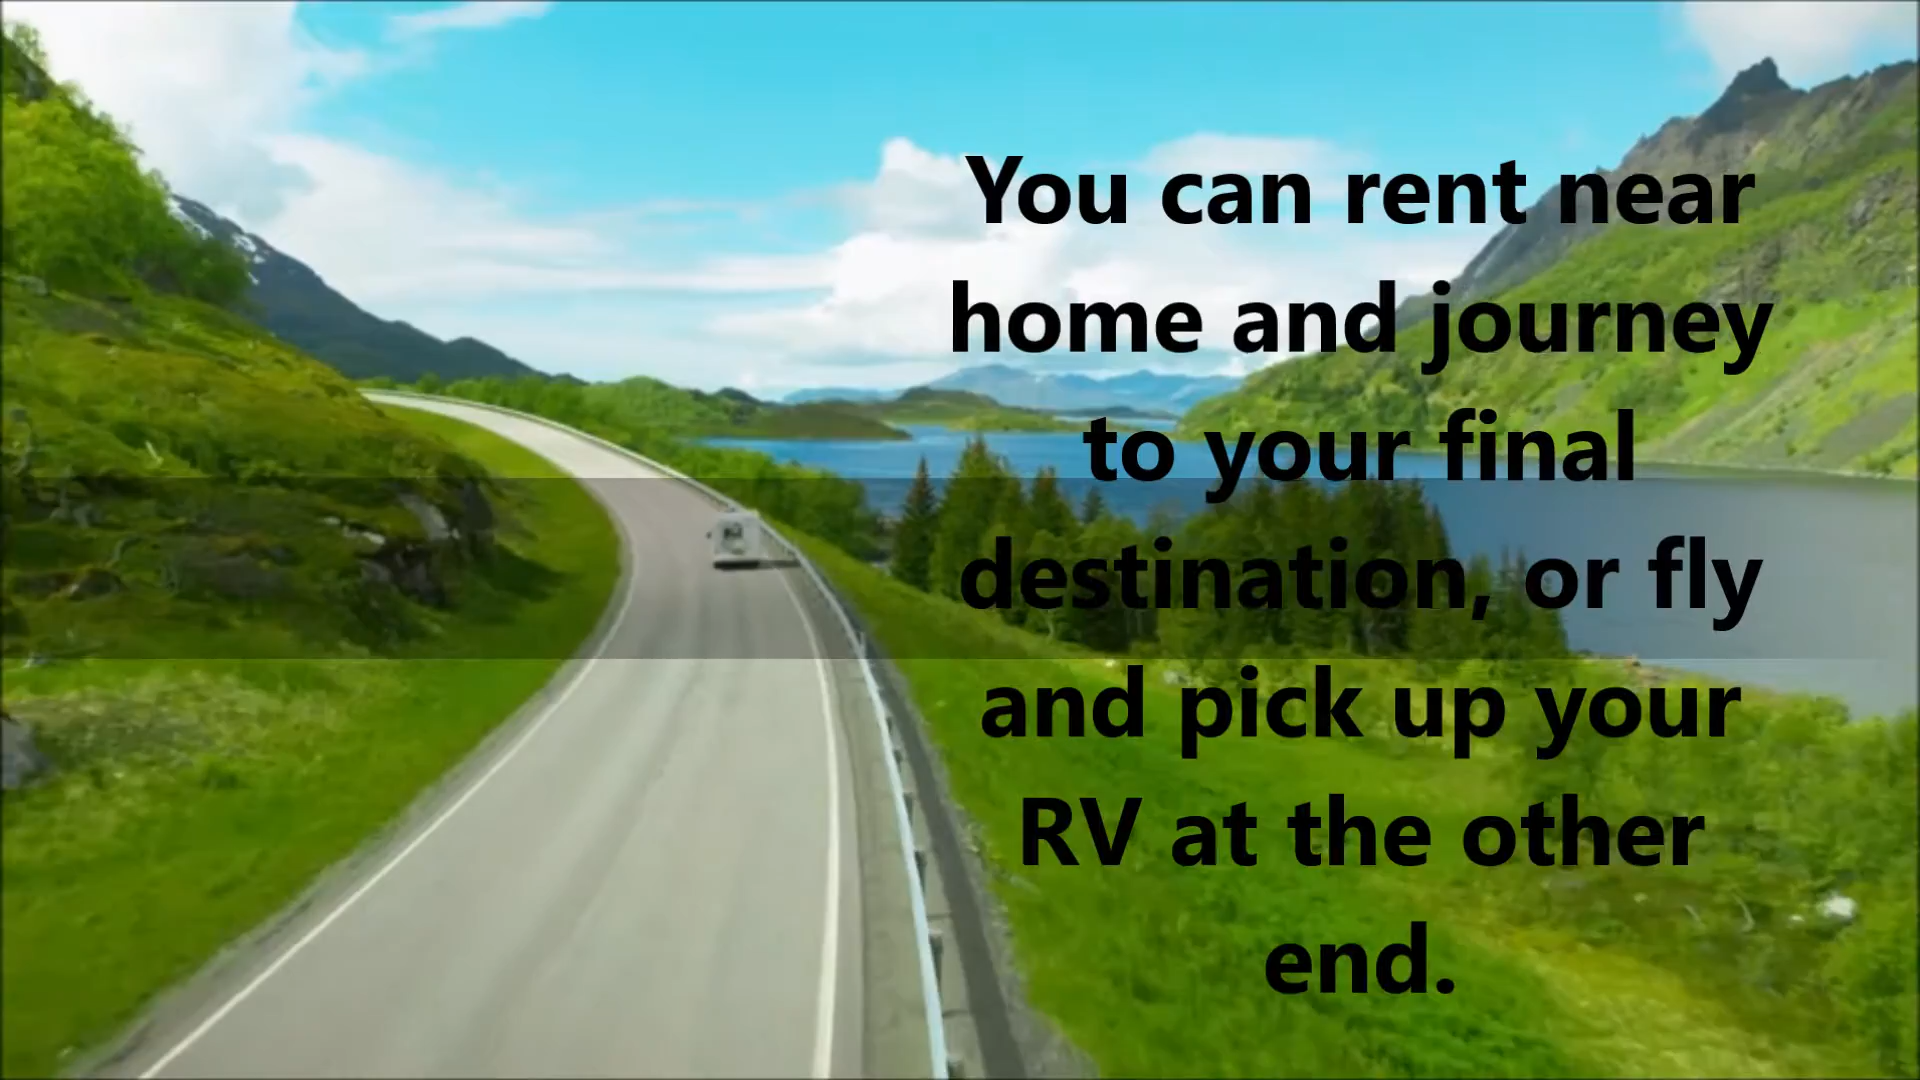 You can rent near
home and journey
to your final
destination, or fly
and pick up your
RV at the other
end.